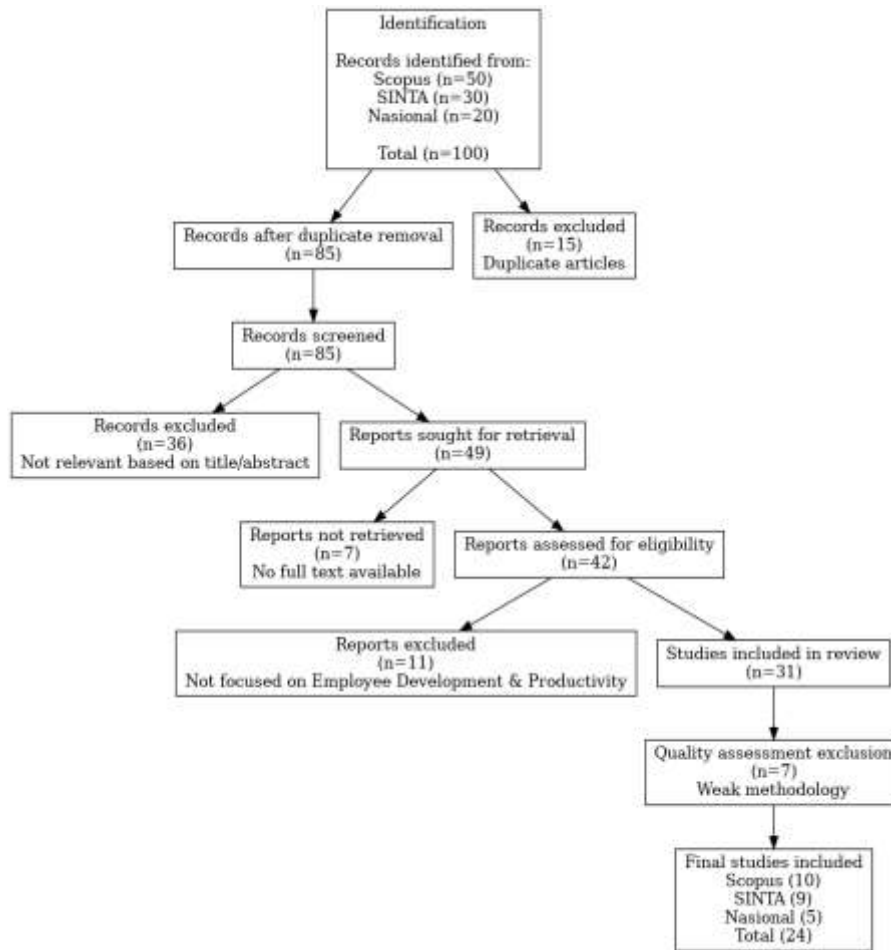 Identification
Records identified from:
Scopus (n=50)
SINTA (n=30)
Nasional (n=20)
Total (n=100)
Records after duplicate removal
(n=85)
Records excluded
(n=15)
Duplicate articles
Records screened
(n=85)
Records excluded
(n=36)
Not relevant based on title/abstract
Reports sought for retrieval
(n=49)
Reports not retrieved
(n=7)
No full text available
Reports assessed for eligibility
(n=42)
Reports excluded
(n=11)
Not focused on Employee Development & Productivity
Studies included in review
(n=31)
Quality assessment exclusion
(n=7)
Weak methodology
Final studies included
Scopus (10)
SINTA (9)
Nasional (5)
Total (24)